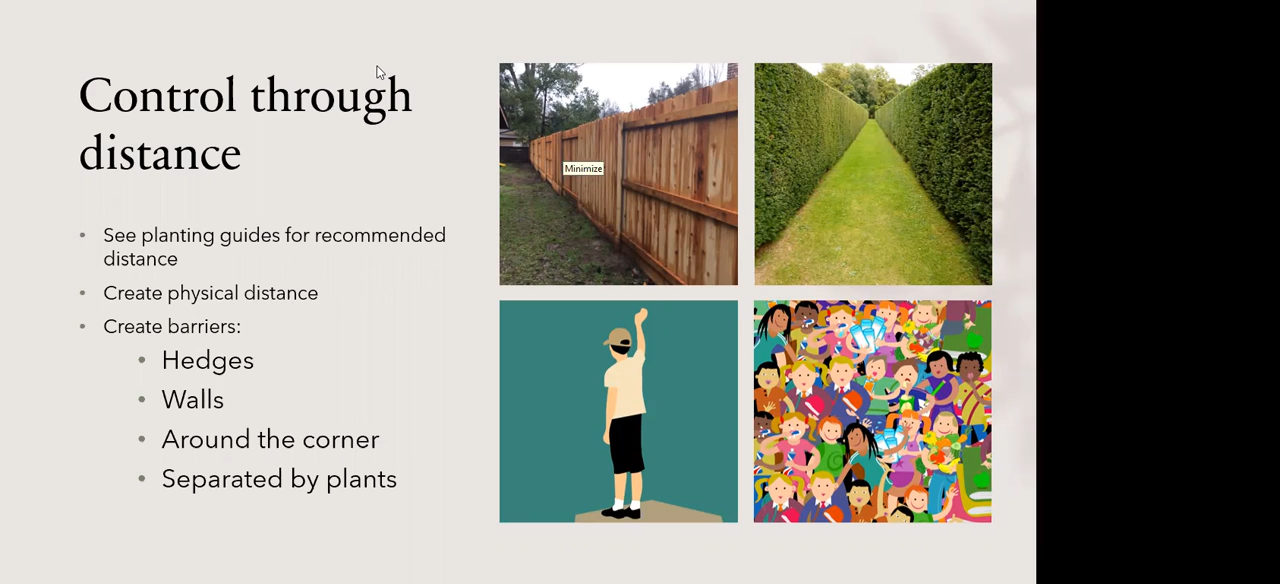 Control through
distance
• See planting guides for recommended
distance
• Create physical distance
• Create barriers:
• Hedges
• Walls
• Around the corner
• Separated by plants
Minimize